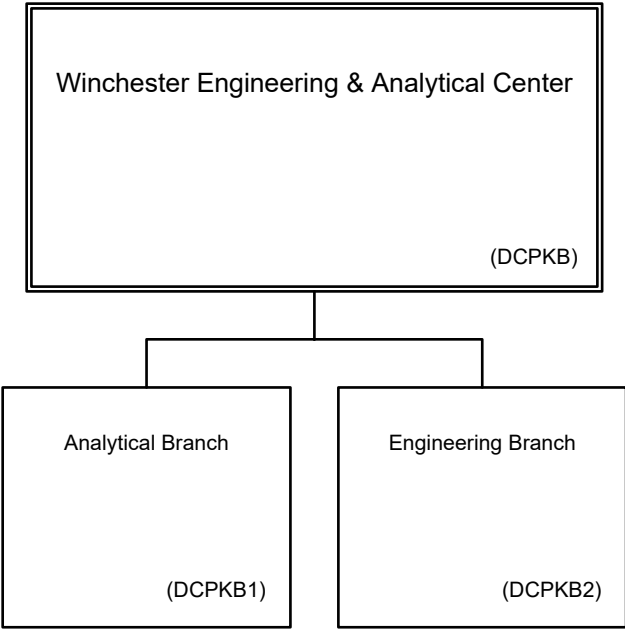 Winchester Engineering & Analytical Center
(DCPKB)
Analytical Branch
(DCPKB1)
Engineering Branch
(DCPKB2)